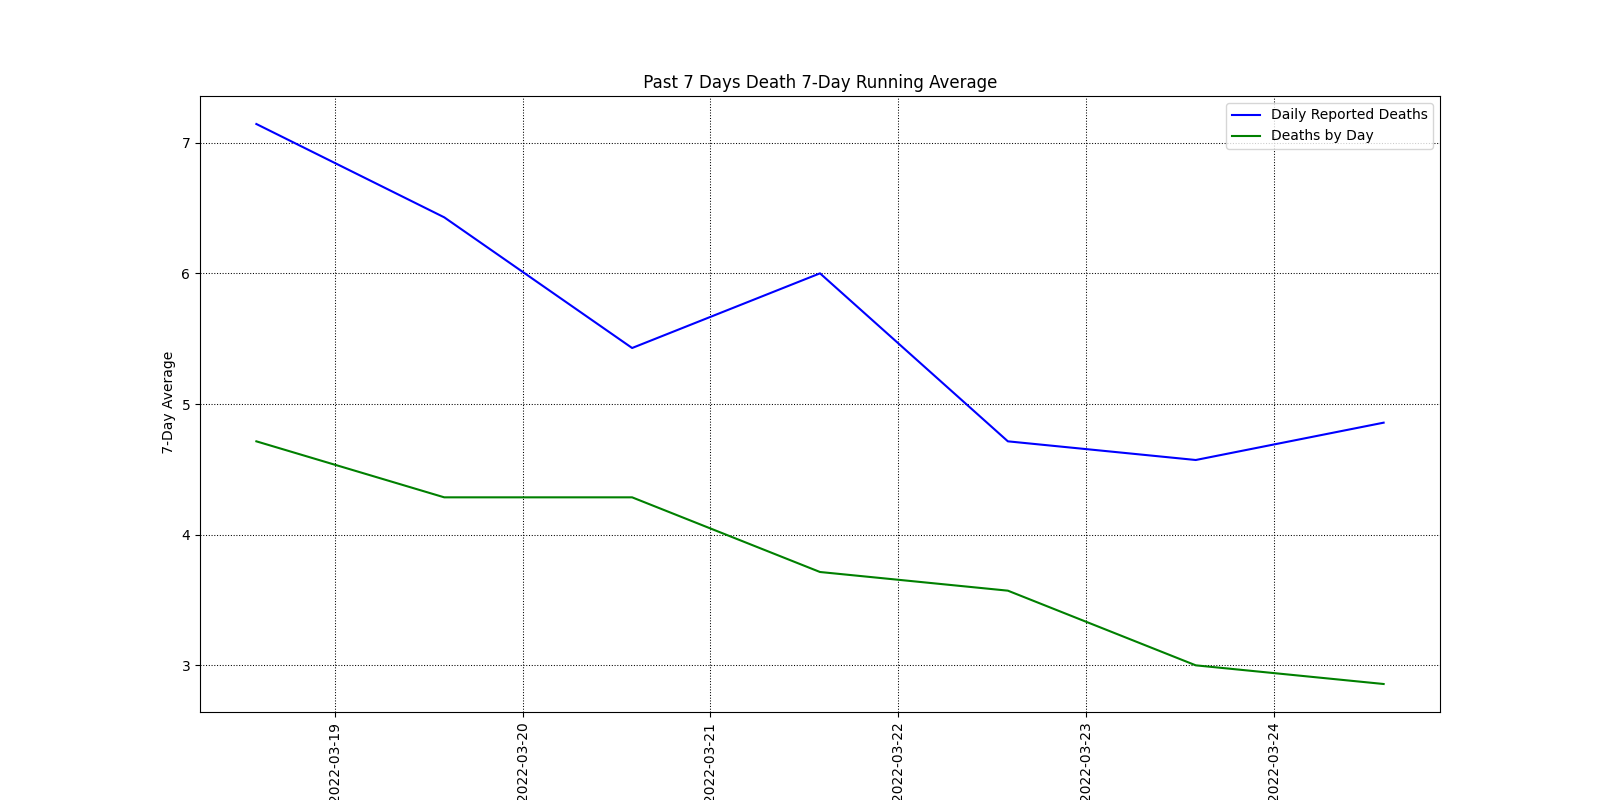 Past 7 Days Death 7-Day Running Average
Daily Reported Deaths
Deaths by Day
7-Day Average
7
6
5
4
3
2022-03-19
2022-03-20
2022-03-21
2022-03-22
2022-03-23
2022-03-24